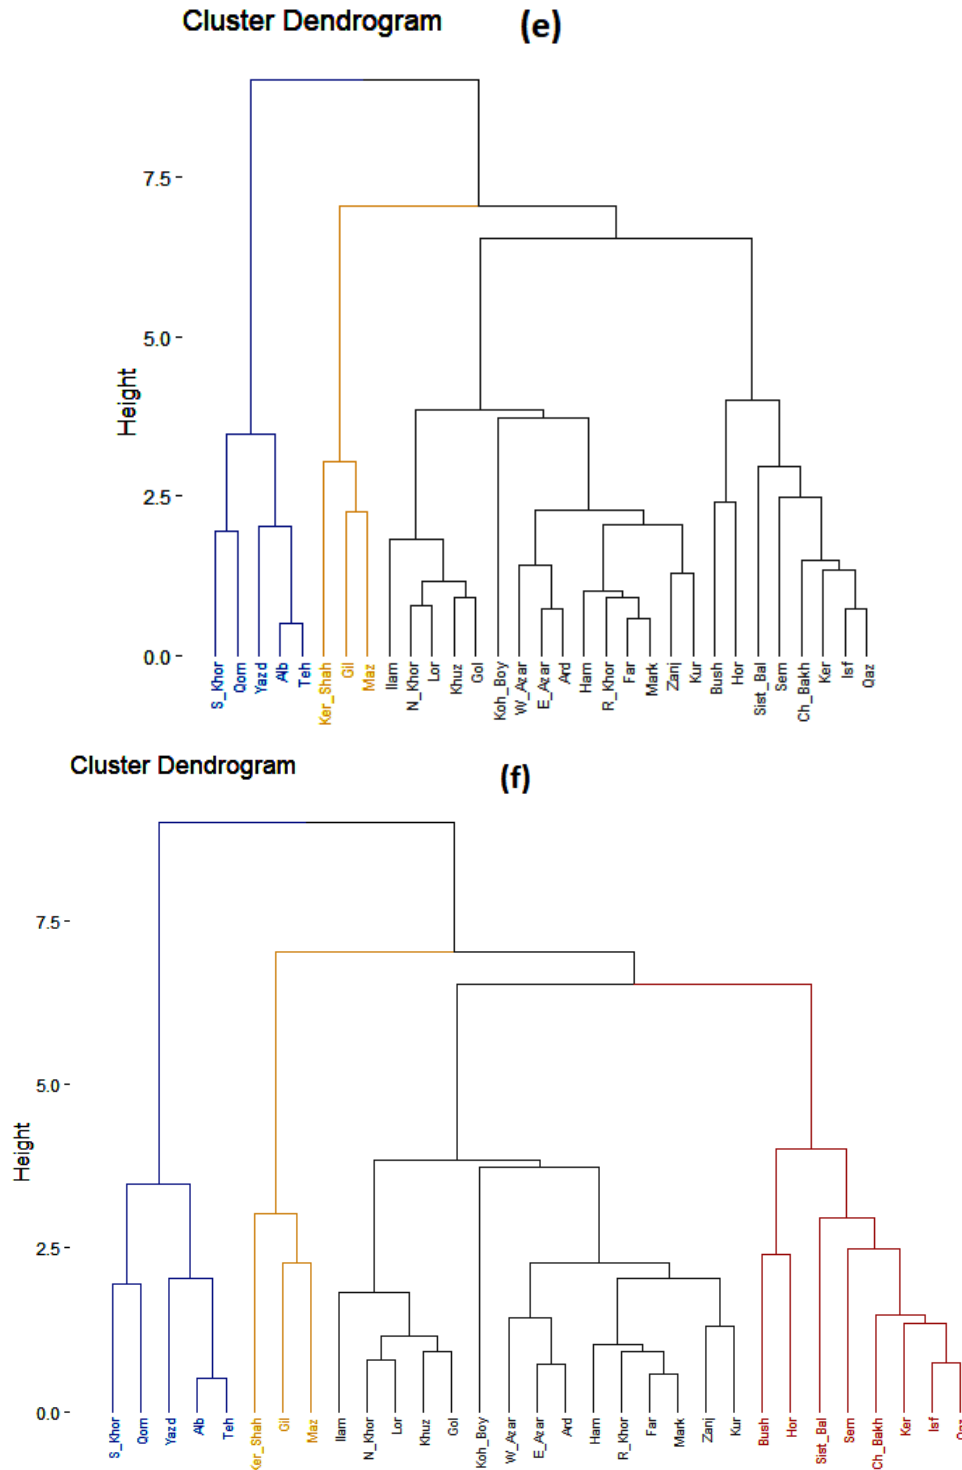 Cluster Dendrogram (e)
7.5
5.0
2.5
0.0
Height
S_Khor Qom Yazd Alb Teh Ker_Shah Gil Maz Ilam N_Khor Lor Khuz Gol Koh_Boy W_Azar E_Azar Ard Ham R_Khor Far Mark Zanj Kur Bush Hor Sist_Bal Sem Ch_Bakh Ker Isf Qaz
Cluster Dendrogram (f)
7.5
5.0
2.5
0.0
Height
S_Khor Qom Yazd Alb Teh Ker_Shah Gil Maz Ilam N_Khor Lor Khuz Gol Koh_Boy W_Azar E_Azar Ard Ham R_Khor Far Mark Zanj Kur Bush Hor Sist_Bal Sem Ch_Bakh Ker Isf Qaz